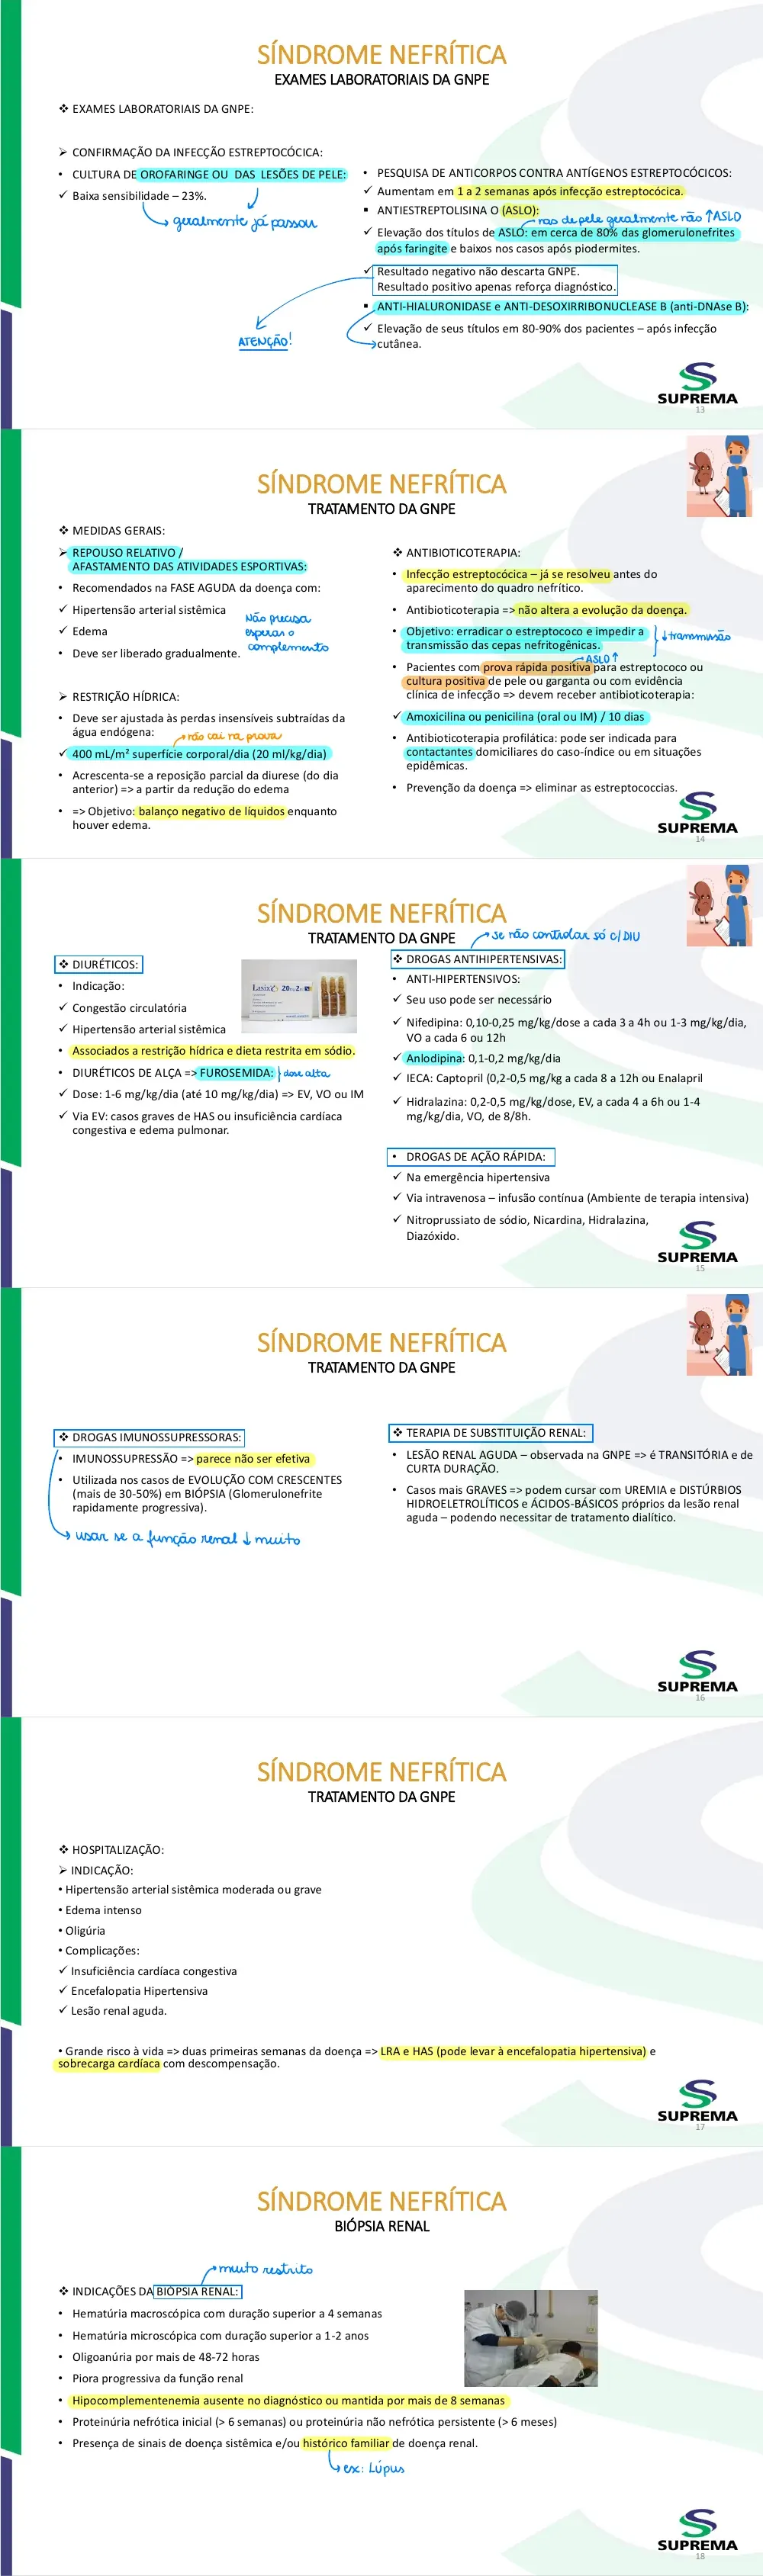 SÍNDROME NEFRÍTICA
EXAMES LABORATORIAIS DA GNPE
❖ EXAMES LABORATORIAIS DA GNPE:
➢ CONFIRMAÇÃO DA INFECÇÃO ESTREPTOCÓCICA:
• CULTURA DE OROFARINGE OU DAS LESÕES DE PELE:
✓ Baixa sensibilidade – 23%.
geralmente já passou
• PESQUISA DE ANTICORPOS CONTRA ANTÍGENOS ESTREPTOCÓCICOS:
✓ Aumentam em 1 a 2 semanas após infecção estreptocócica.
▪ ANTIESTREPTOLISINA O (ASLO):
nas de pele geralmente não ↑ASLO
✓ Elevação dos títulos de ASLO: em cerca de 80% das glomerulonefrites
após faringite e baixos nos casos após piodermites.
✓ Resultado negativo não descarta GNPE.
Resultado positivo apenas reforça diagnóstico.
▪ ANTI-HIALURONIDASE e ANTI-DESOXIRRIBONUCLEASE B (anti-DNAse B):
ATENÇÃO!
✓ Elevação de seus títulos em 80-90% dos pacientes – após infecção
cutânea.
SUPREMA
13
SÍNDROME NEFRÍTICA
TRATAMENTO DA GNPE
❖ MEDIDAS GERAIS:
➢ REPOUSO RELATIVO /
AFASTAMENTO DAS ATIVIDADES ESPORTIVAS:
• Recomendados na FASE AGUDA da doença com:
✓ Hipertensão arterial sistêmica
✓ Edema
• Deve ser liberado gradualmente.
Não precisa
esperar o
complemento
➢ RESTRIÇÃO HÍDRICA:
• Deve ser ajustada às perdas insensíveis subtraídas da
água endógena:
não cai na prova
✓ 400 mL/m² superfície corporal/dia (20 ml/kg/dia)
• Acrescenta-se a reposição parcial da diurese (do dia
anterior) => a partir da redução do edema
• => Objetivo: balanço negativo de líquidos enquanto
houver edema.
❖ ANTIBIOTICOTERAPIA:
• Infecção estreptocócica – já se resolveu antes do
aparecimento do quadro nefrítico.
• Antibioticoterapia => não altera a evolução da doença.
• Objetivo: erradicar o estreptococo e impedir a
transmissão das cepas nefritogênicas.
↓transmissão
ASLO ↑
• Pacientes com prova rápida positiva para estreptococo ou
cultura positiva de pele ou garganta ou com evidência
clínica de infecção => devem receber antibioticoterapia:
✓ Amoxicilina ou penicilina (oral ou IM) / 10 dias
• Antibioticoterapia profilática: pode ser indicada para
contactantes domiciliares do caso-índice ou em situações
epidêmicas.
• Prevenção da doença => eliminar as estreptococcias.
SUPREMA
14
SÍNDROME NEFRÍTICA
TRATAMENTO DA GNPE
❖ DIURÉTICOS:
• Indicação:
✓ Congestão circulatória
✓ Hipertensão arterial sistêmica
• Associados a restrição hídrica e dieta restrita em sódio.
• DIURÉTICOS DE ALÇA => FUROSEMIDA:
dose alta
✓ Dose: 1-6 mg/kg/dia (até 10 mg/kg/dia) => EV, VO ou IM
✓ Via EV: casos graves de HAS ou insuficiência cardíaca
congestiva e edema pulmonar.
Lasix 20mg 2mL
se não controlar só c/DIU
❖ DROGAS ANTIHIPERTENSIVAS:
• ANTI-HIPERTENSIVOS:
✓ Seu uso pode ser necessário
✓ Nifedipina: 0,10-0,25 mg/kg/dose a cada 3 a 4h ou 1-3 mg/kg/dia,
VO a cada 6 ou 12h
✓ Anlodipina: 0,1-0,2 mg/kg/dia
✓ IECA: Captopril (0,2-0,5 mg/kg a cada 8 a 12h ou Enalapril
✓ Hidralazina: 0,2-0,5 mg/kg/dose, EV, a cada 4 a 6h ou 1-4
mg/kg/dia, VO, de 8/8h.
• DROGAS DE AÇÃO RÁPIDA:
✓ Na emergência hipertensiva
✓ Via intravenosa – infusão contínua (Ambiente de terapia intensiva)
✓ Nitroprussiato de sódio, Nicardina, Hidralazina,
Diazóxido.
SUPREMA
15
SÍNDROME NEFRÍTICA
TRATAMENTO DA GNPE
❖ DROGAS IMUNOSSUPRESSORAS:
• IMUNOSSUPRESSÃO => parece não ser efetiva
• Utilizada nos casos de EVOLUÇÃO COM CRESCENTES
(mais de 30-50%) em BIÓPSIA (Glomerulonefrite
rapidamente progressiva).
usar se a função renal ↓ muito
❖ TERAPIA DE SUBSTITUIÇÃO RENAL:
• LESÃO RENAL AGUDA – observada na GNPE => é TRANSITÓRIA e de
CURTA DURAÇÃO.
• Casos mais GRAVES => podem cursar com UREMIA e DISTÚRBIOS
HIDROELETROLÍTICOS e ÁCIDOS-BÁSICOS próprios da lesão renal
aguda – podendo necessitar de tratamento dialítico.
SUPREMA
16
SÍNDROME NEFRÍTICA
TRATAMENTO DA GNPE
❖ HOSPITALIZAÇÃO:
➢ INDICAÇÃO:
• Hipertensão arterial sistêmica moderada ou grave
• Edema intenso
• Oligúria
• Complicações:
✓ Insuficiência cardíaca congestiva
✓ Encefalopatia Hipertensiva
✓ Lesão renal aguda.
• Grande risco à vida => duas primeiras semanas da doença => LRA e HAS (pode levar à encefalopatia hipertensiva) e
sobrecarga cardíaca com descompensação.
SUPREMA
17
SÍNDROME NEFRÍTICA
BIÓPSIA RENAL
muito restrito
❖ INDICAÇÕES DA BIÓPSIA RENAL:
• Hematúria macroscópica com duração superior a 4 semanas
• Hematúria microscópica com duração superior a 1-2 anos
• Oligoanúria por mais de 48-72 horas
• Piora progressiva da função renal
• Hipocomplementenemia ausente no diagnóstico ou mantida por mais de 8 semanas
• Proteinúria nefrótica inicial (> 6 semanas) ou proteinúria não nefrótica persistente (> 6 meses)
• Presença de sinais de doença sistêmica e/ou histórico familiar de doença renal.
ex: Lúpus
SUPREMA
18